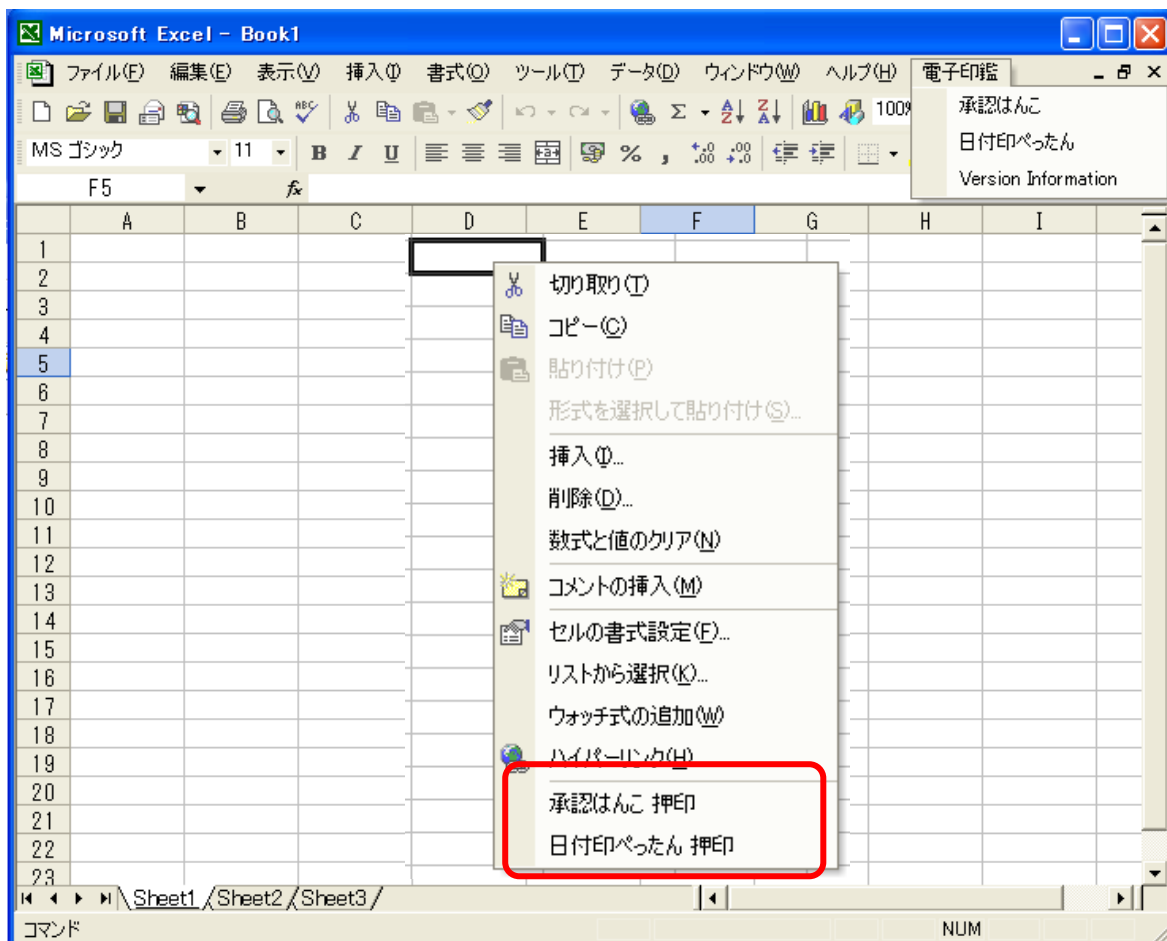 Microsoft Excel - Book1
ファイル(F) 編集(E) 表示(V) 挿入(I) 書式(O) ツール(T) データ(D) ウィンドウ(W) ヘルプ(H) 電子印鑑
承認はんこ
日付印ぺったん
Version Information
100%
MS ゴシック 11 B I U % ,
F5 fx
A B C D E F G H I
1
2
3
4
5
6
7
8
9
10
11
12
13
14
15
16
17
18
19
20
21
22
23
切り取り(T)
コピー(C)
貼り付け(P)
形式を選択して貼り付け(S)...
挿入(I)...
削除(D)...
数式と値のクリア(N)
コメントの挿入(M)
セルの書式設定(F)...
リストから選択(K)...
ウォッチ式の追加(W)
ハイパーリンク(H)
承認はんこ 押印
日付印ぺったん 押印
Sheet1 Sheet2 Sheet3
コマンド NUM